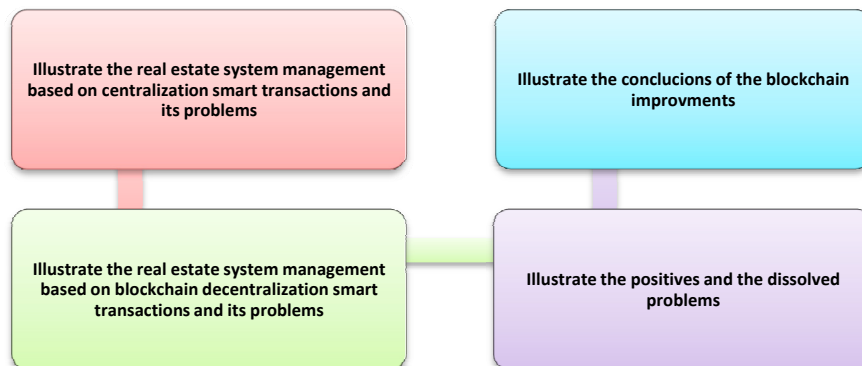 Illustrate the real estate system management
based on centralization smart transactions and
its problems
Illustrate the real estate system management
based on blockchain decentralization smart
transactions and its problems
Illustrate the positives and the dissolved
problems
Illustrate the conclucions of the blockchain
improvments